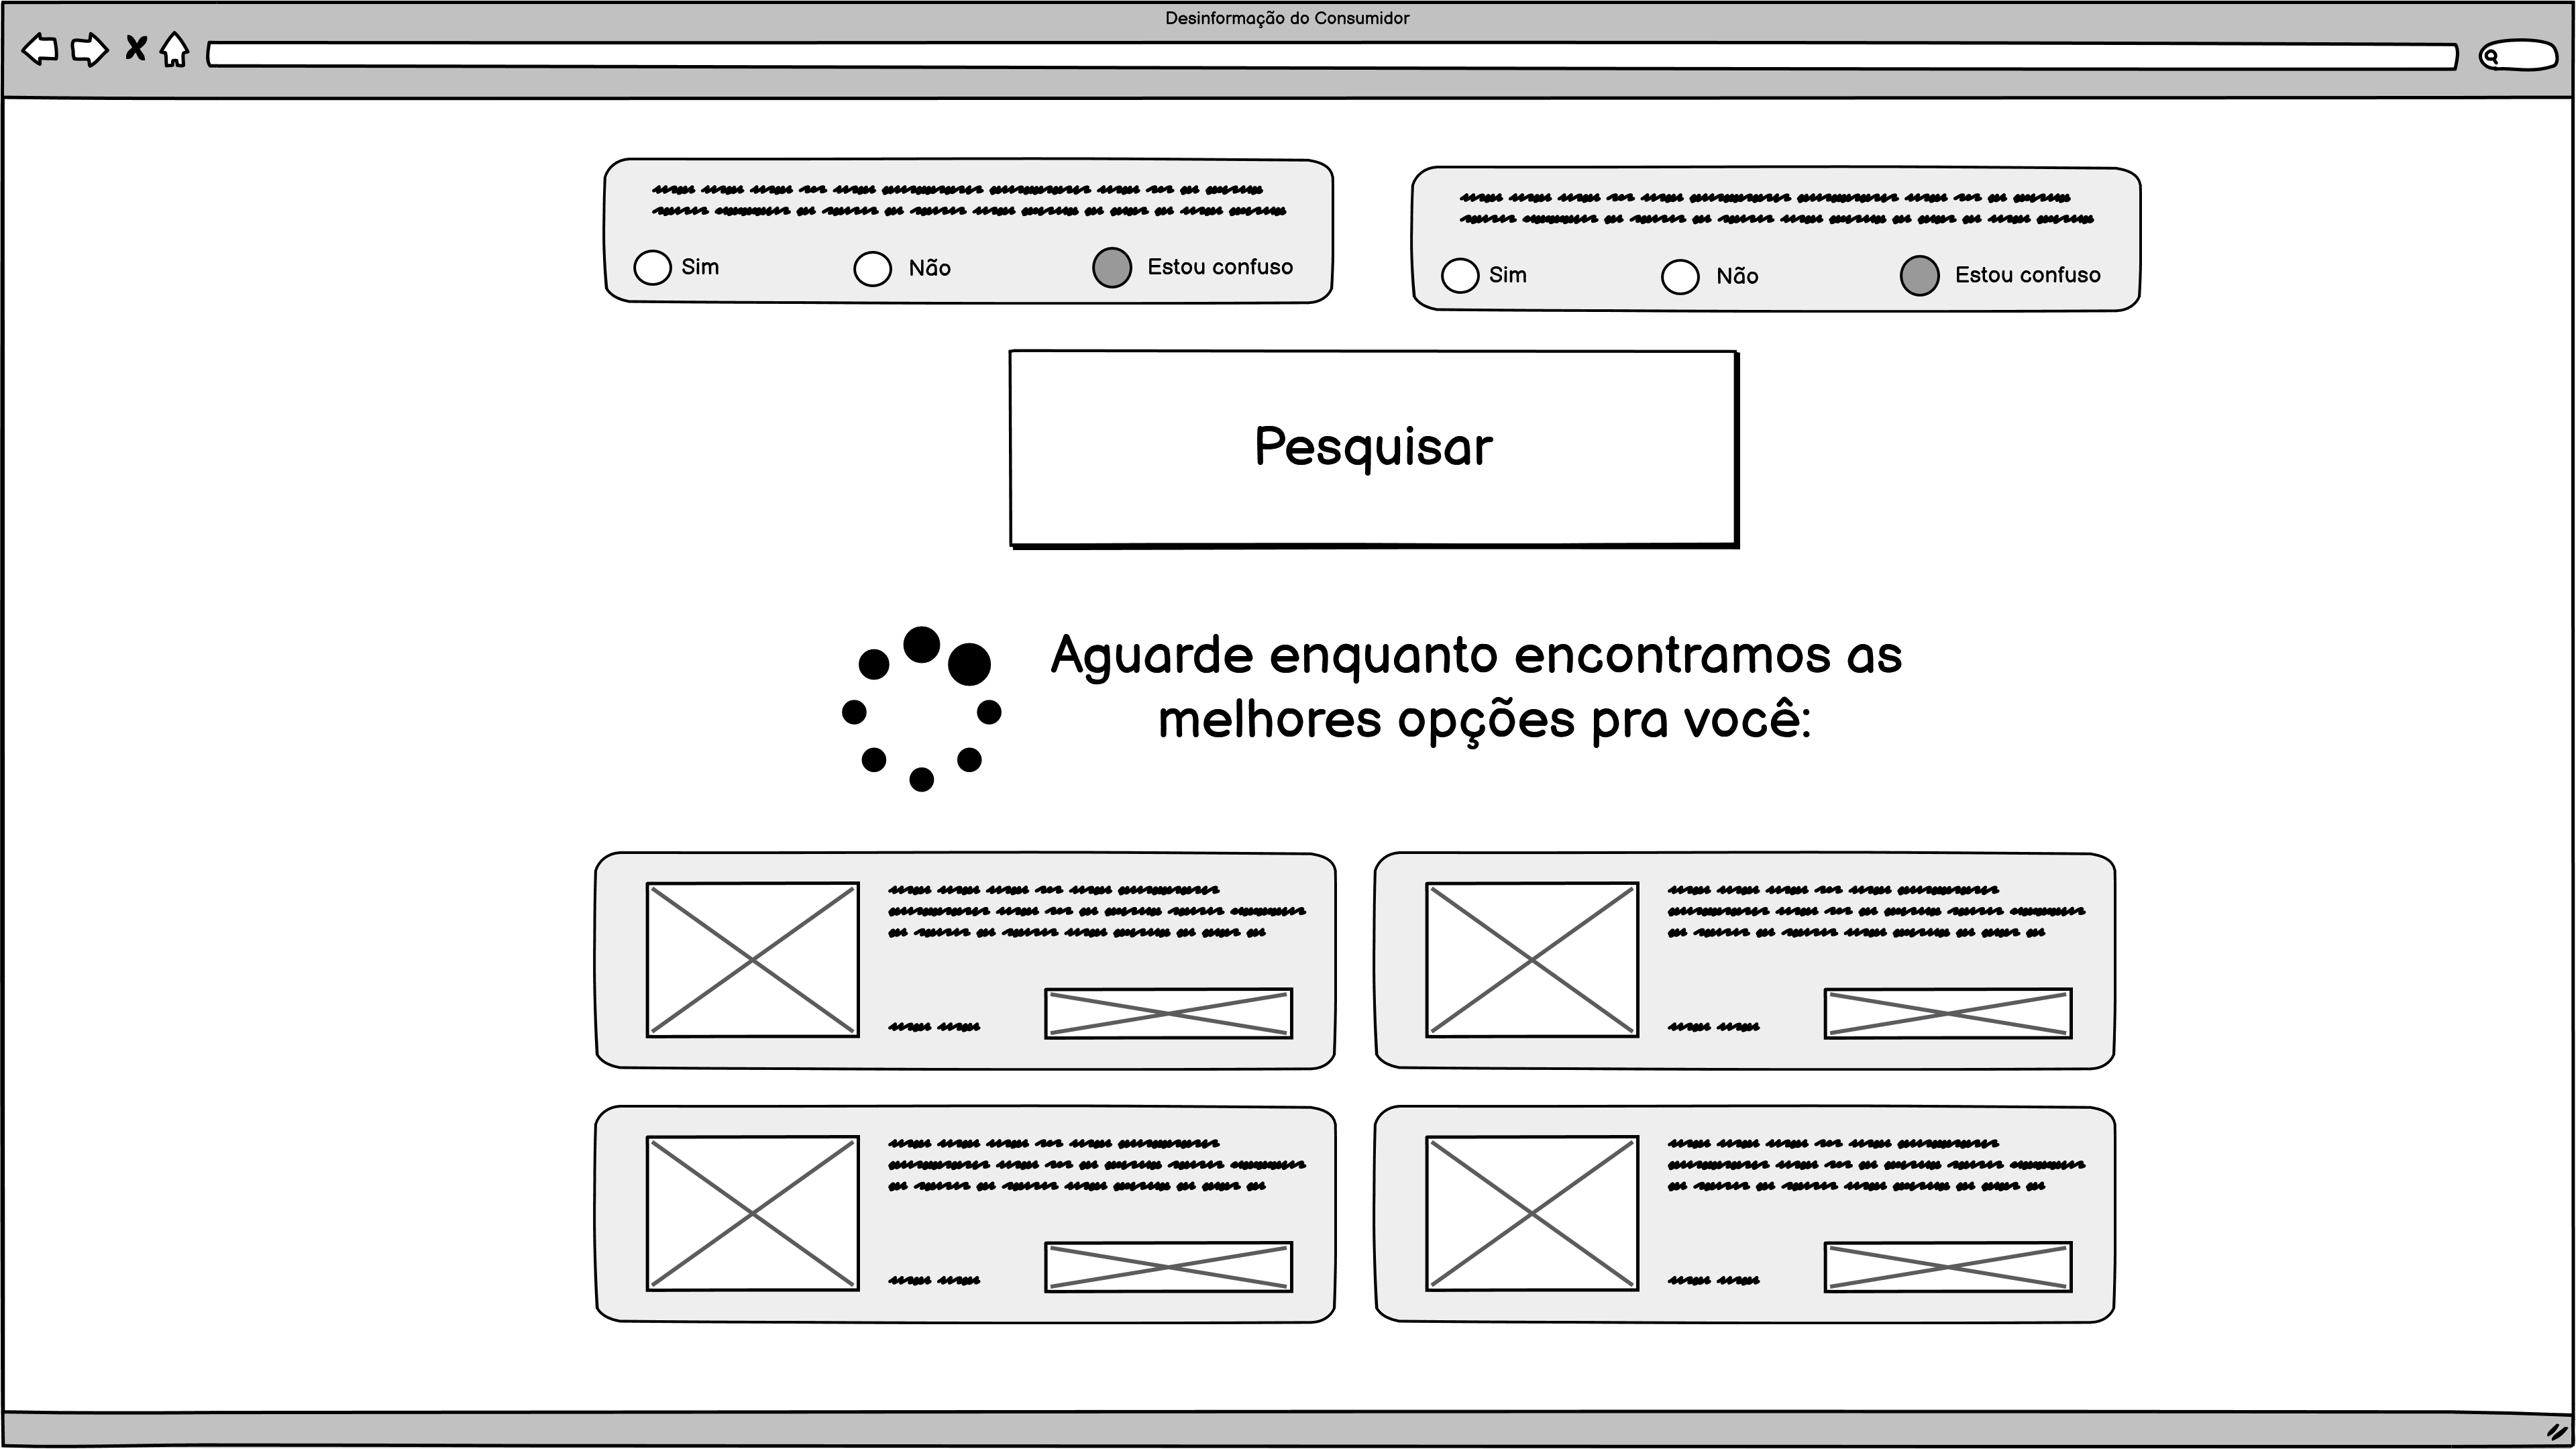 Desinformação do Consumidor
Sim Não Estou confuso
Sim Não Estou confuso
Pesquisar
Aguarde enquanto encontramos as
melhores opções pra você: